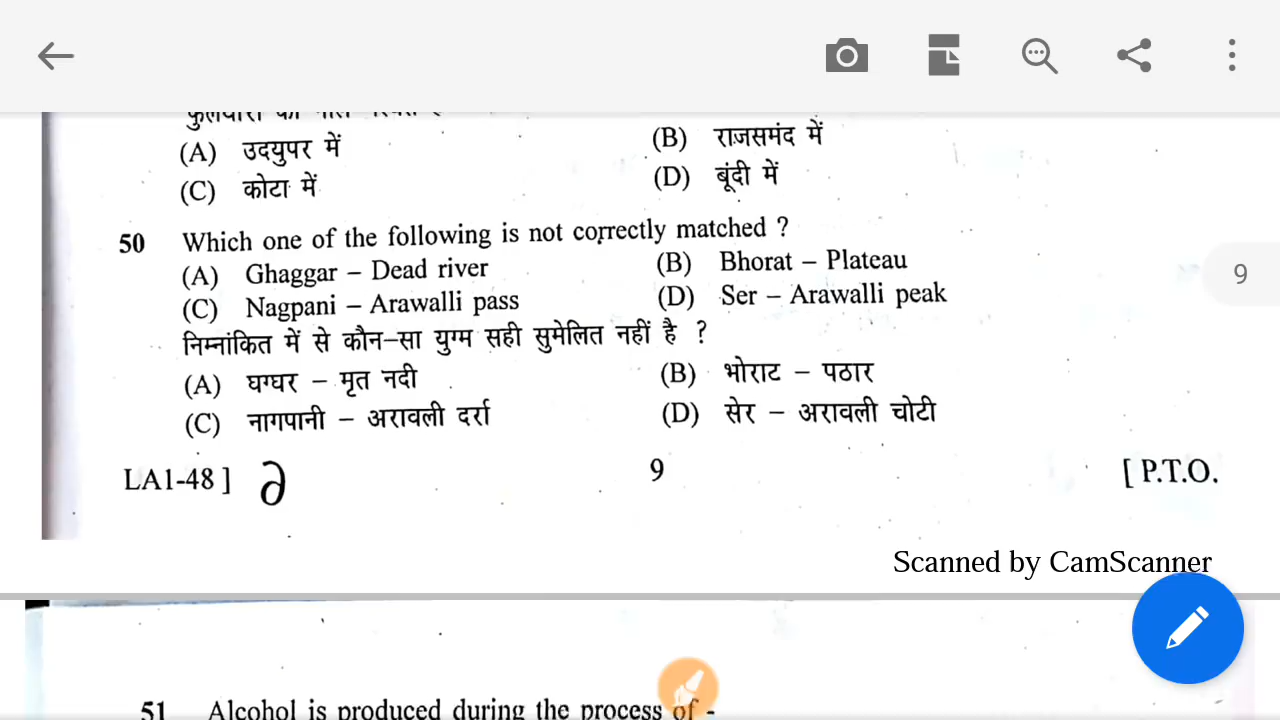 (A) उदयुपर में (B) राजसमंद में
(C) कोटा में (D) बूंदी में
50 Which one of the following is not correctly matched ?
(A) Ghaggar – Dead river (B) Bhorat – Plateau
(C) Nagpani – Arawalli pass (D) Ser – Arawalli peak
निम्नांकित में से कौन-सा युग्म सही सुमेलित नहीं है ?
(A) घग्घर – मृत नदी (B) भोराट – पठार
(C) नागपानी – अरावली दर्रा (D) सेर – अरावली चोटी
LA1-48 ] 9 [ P.T.O.
Scanned by CamScanner
51 Alcohol is produced during the process of -
9